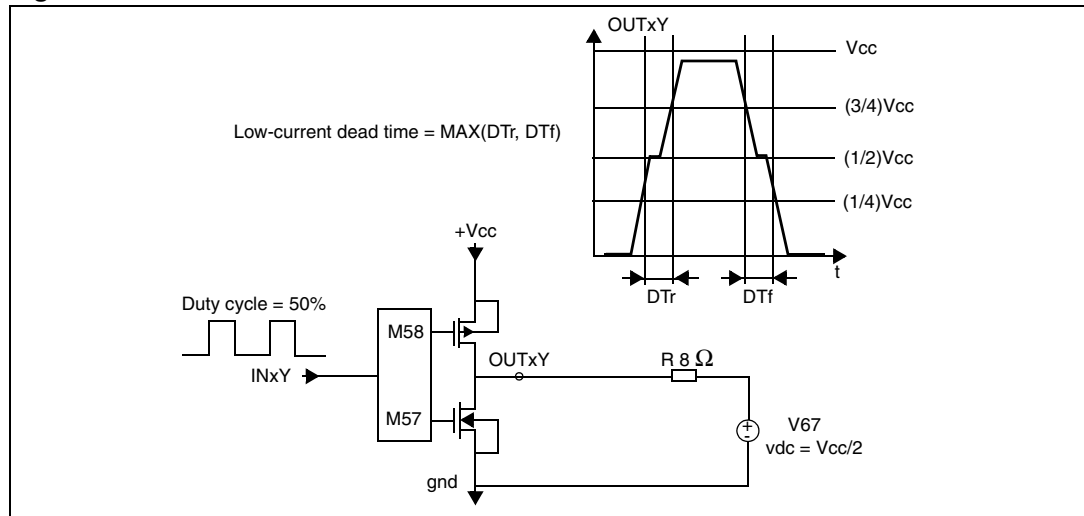 OUTxY
Vcc
(3/4)Vcc
Low-current dead time = MAX(DTr, DTf)
(1/2)Vcc
(1/4)Vcc
+Vcc
t
DTr
DTf
Duty cycle = 50%
M58
OUTxY
R 8 Ω
INxY
M57
+
-
V67
vdc = Vcc/2
gnd